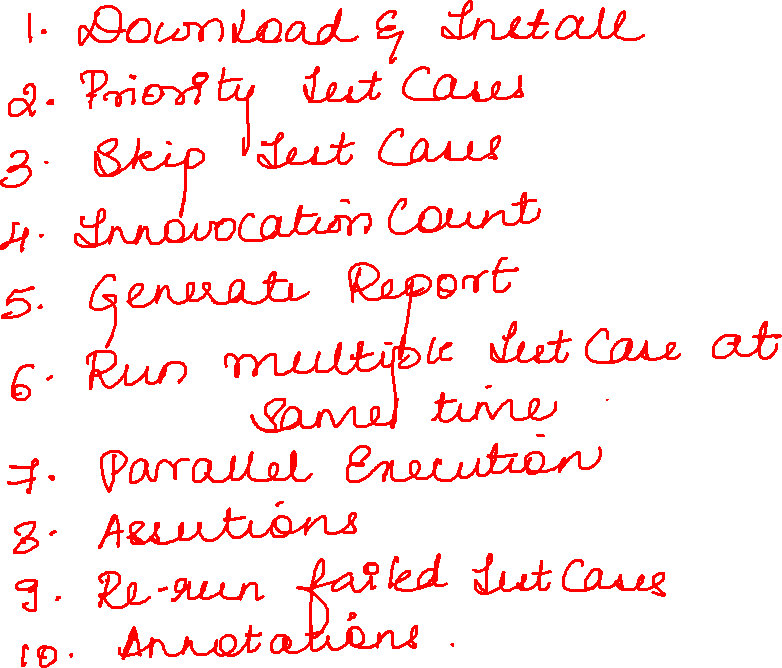 1. Download & Install
2. Priority Test Cases
3. Skip Test Cases
4. Innovocation Count
5. Generate Report
6. Run multiple Test Case at
same time
7. Parallel Execution
8. Assertions
9. Re-run failed Test Cases
10. Annotations.